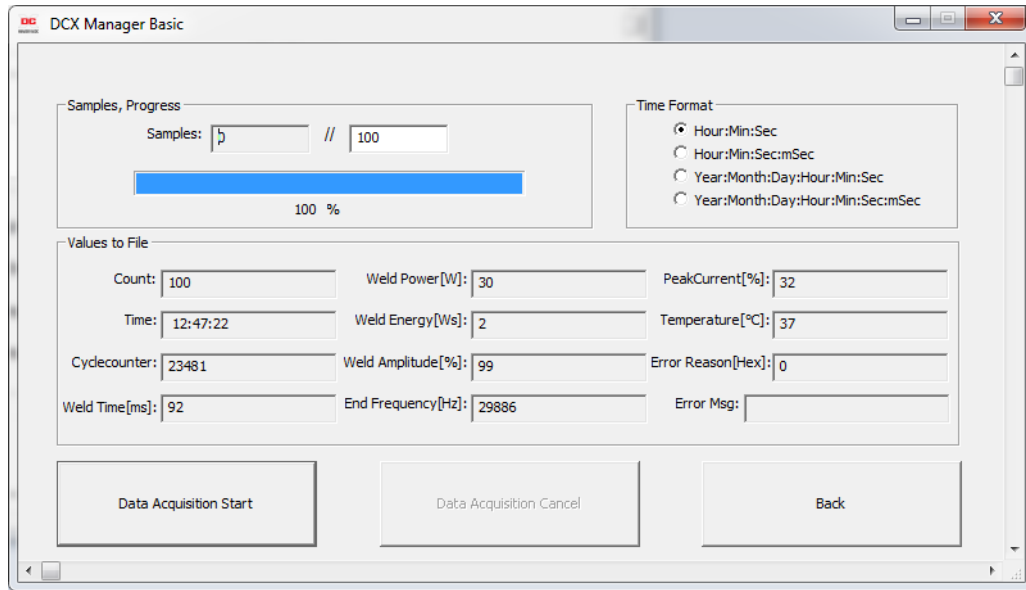 DC
DCX Manager Basic
Samples, Progress
Samples: // 100
100 %
Time Format
Hour:Min:Sec
Hour:Min:Sec:mSec
Year:Month:Day:Hour:Min:Sec
Year:Month:Day:Hour:Min:Sec:mSec
Values to File
Count: 100 Weld Power[W]: 30 PeakCurrent[%]: 32
Time: 12:47:22 Weld Energy[Ws]: 2 Temperature[°C]: 37
Cyclecounter: 23481 Weld Amplitude[%]: 99 Error Reason[Hex]: 0
Weld Time[ms]: 92 End Frequency[Hz]: 29886 Error Msg:
Data Acquisition Start Data Acquisition Cancel Back